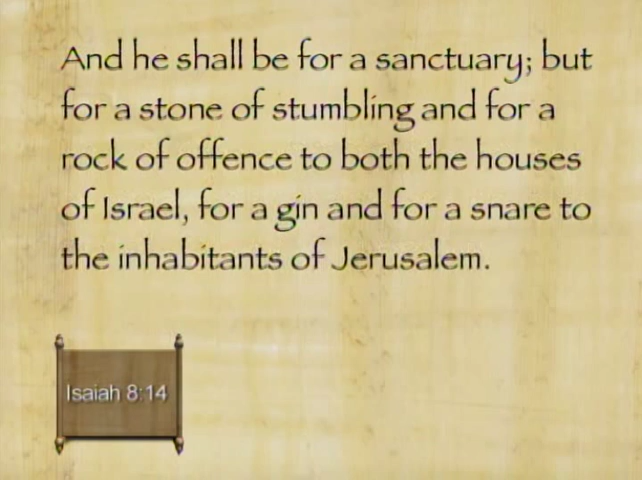 And he shall be for a sanctuary; but
for a stone of stumbling and for a
rock of offence to both the houses
of Israel, for a gin and for a snare to
the inhabitants of Jerusalem.
Isaiah 8:14